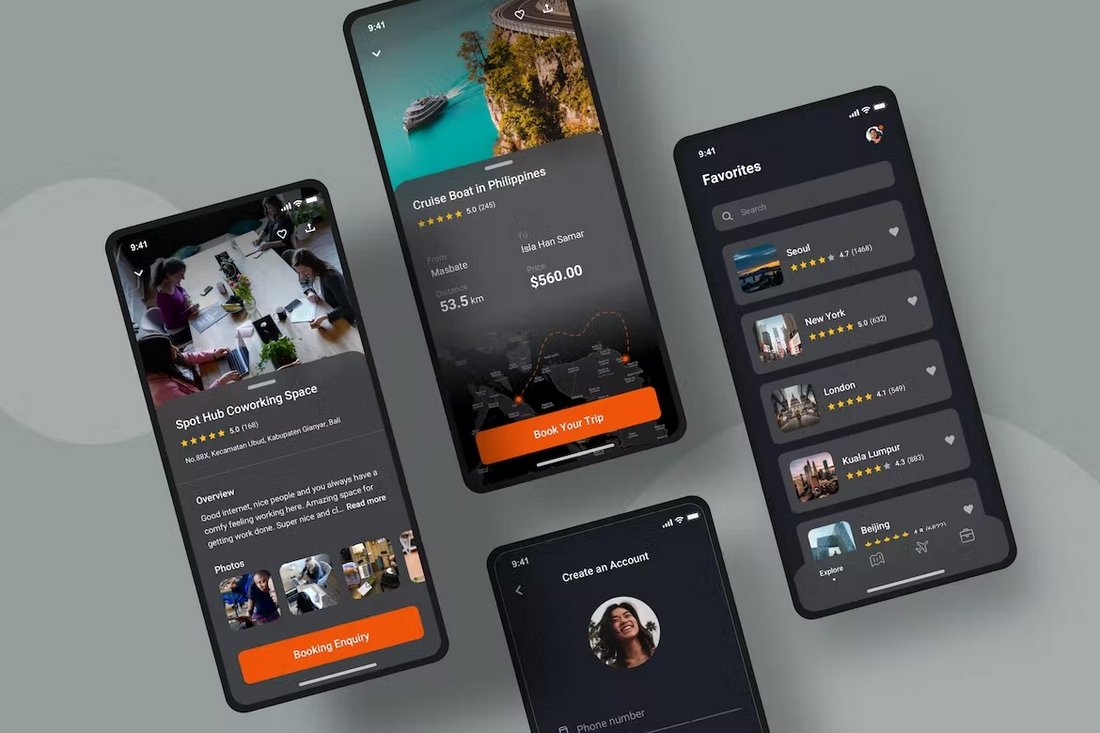 9:41
Spot Hub Coworking Space
5.0 (168)
No.88X, Kecamatan Ubud, Kabupaten Gianyar, Bali
Overview
Good internet, nice people and you always have a
comfy feeling working here. Amazing space for
getting work done. Super nice and cl... Read more
Photos
Booking Enquiry
9:41
Cruise Boat in Philippines
5.0 (245)
From
Masbate
To
Isla Han Samar
Distance
53.5 km
Price
$560.00
Book Your Trip
9:41
Create an Account
Phone number
9:41
Favorites
Search
Seoul
4.7 (1468)
New York
5.0 (632)
London
4.1 (549)
Kuala Lumpur
4.3 (883)
Beijing
Explore